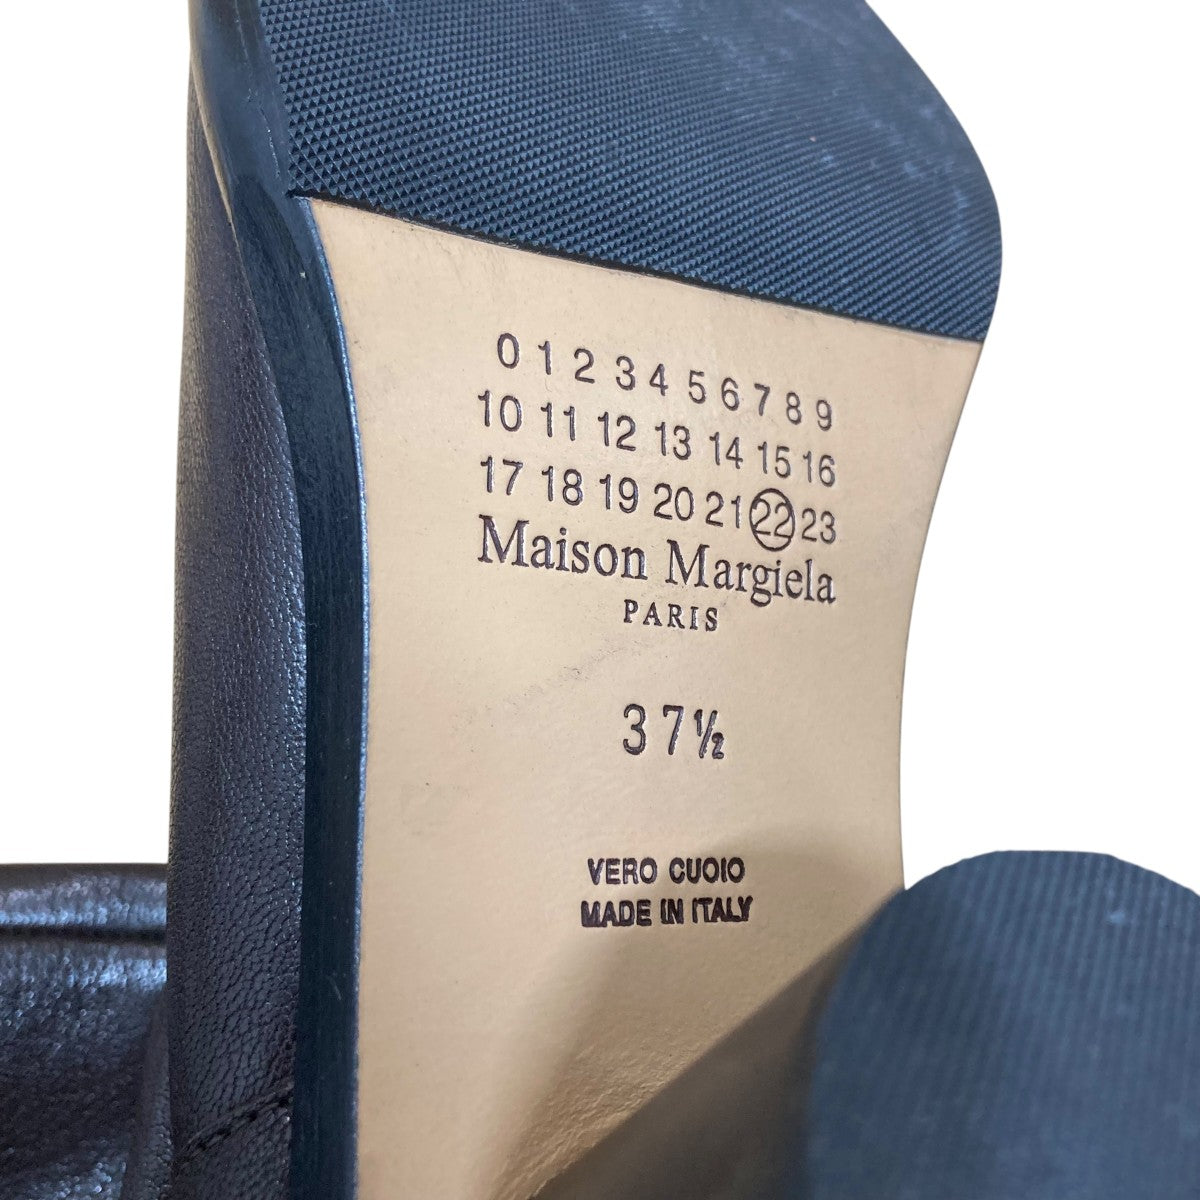 0 1 2 3 4 5 6 7 8 9
10 11 12 13 14 15 16
17 18 19 20 21 22 23
Maison Margiela
PARIS
37½
VERO CUOIO
MADE IN ITALY